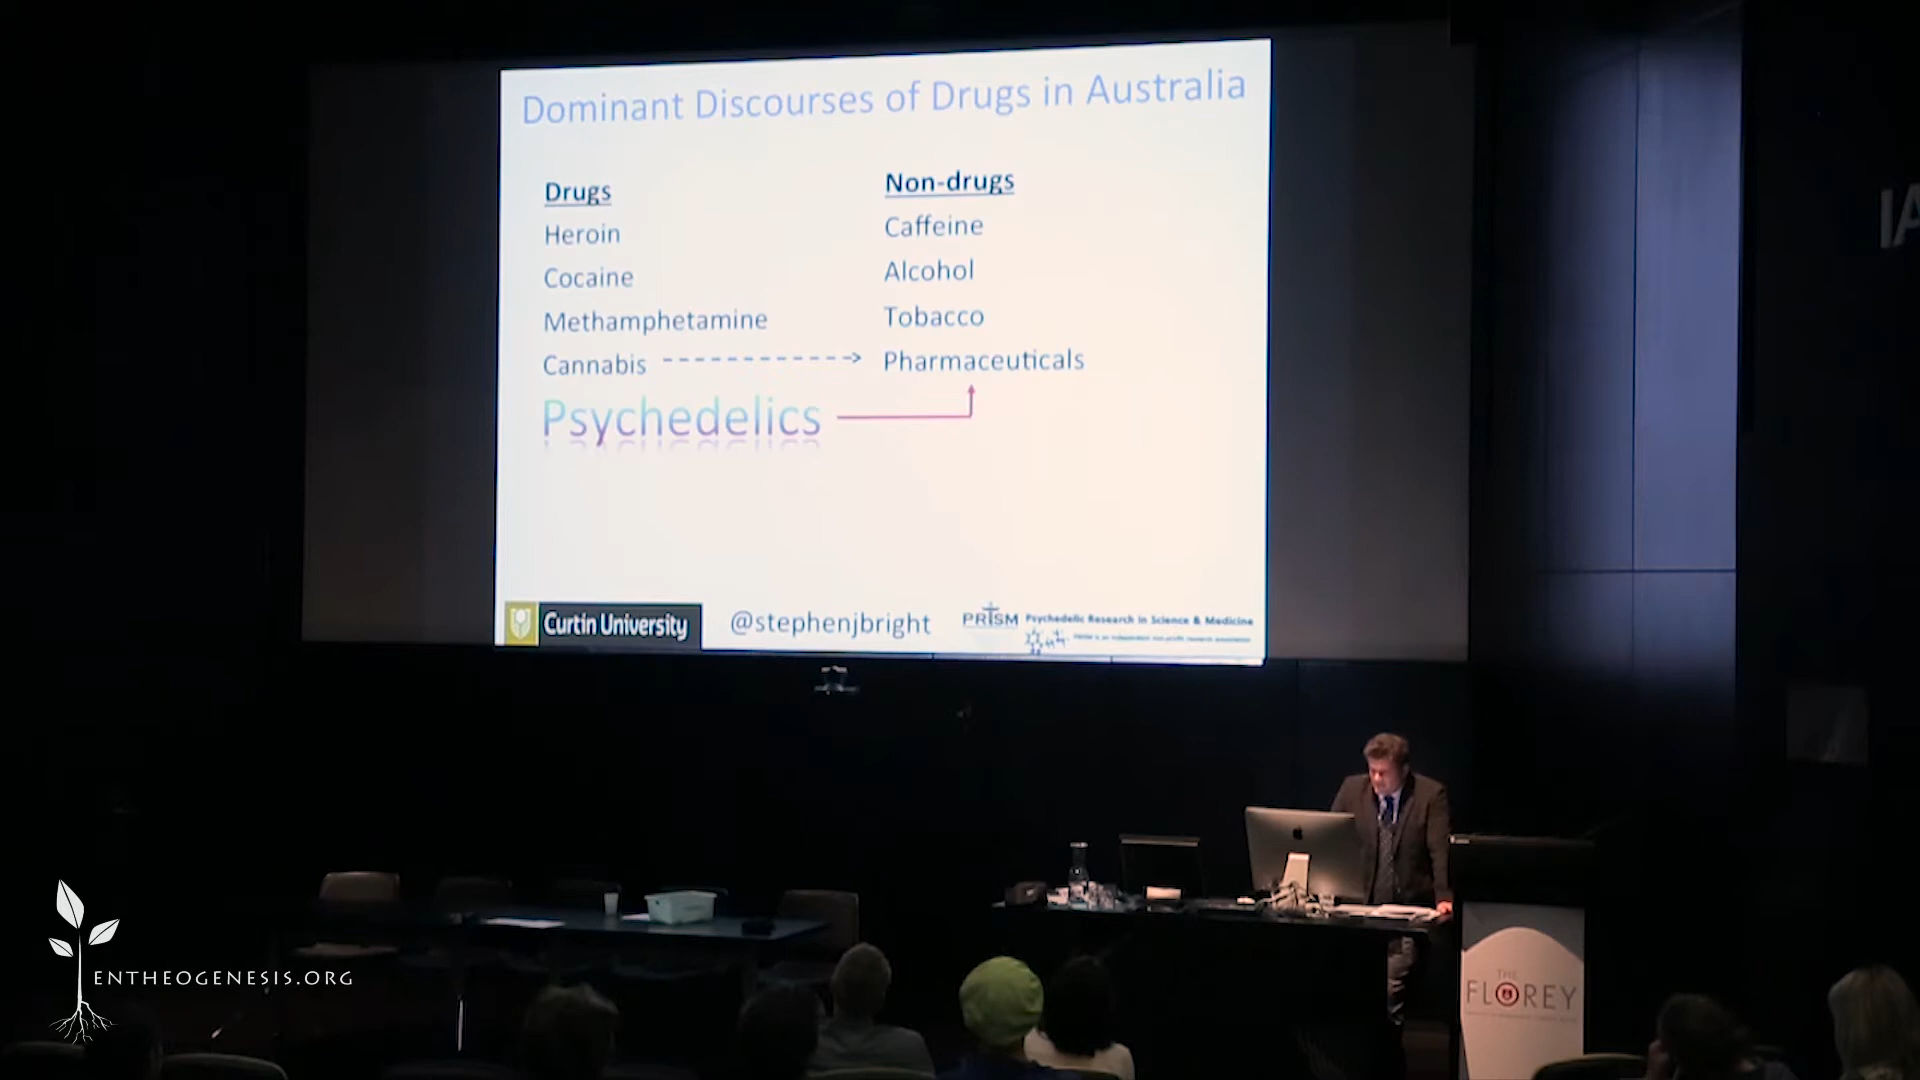 Dominant Discourses of Drugs in Australia
Drugs
Heroin
Cocaine
Methamphetamine
Cannabis
Psychedelics
Non-drugs
Caffeine
Alcohol
Tobacco
Pharmaceuticals
Curtin University
@stephenjbright
PRISM Psychedelic Research in Science & Medicine
IA
ENTHEOGENESIS.ORG
THE
FLOREY